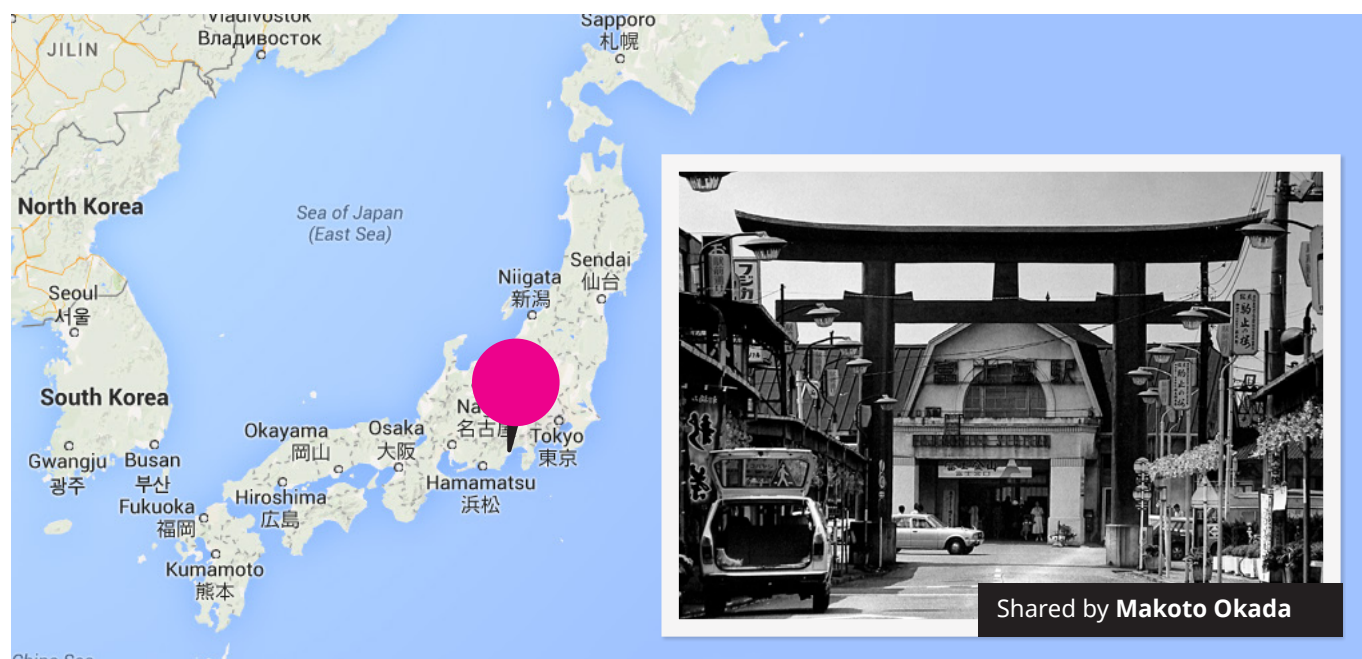 Vladivostok
Владивосток
Sapporo
札幌
JILIN
North Korea
Sea of Japan
(East Sea)
Sendai
仙台
Niigata
新潟
Seoul
서울
South Korea
名古屋
Tokyo
東京
Okayama
岡山
Osaka
大阪
Gwangju
광주
Busan
부산
Hamamatsu
浜松
Fukuoka
福岡
Hiroshima
広島
Kumamoto
熊本
フジカ
Shared by Makoto Okada